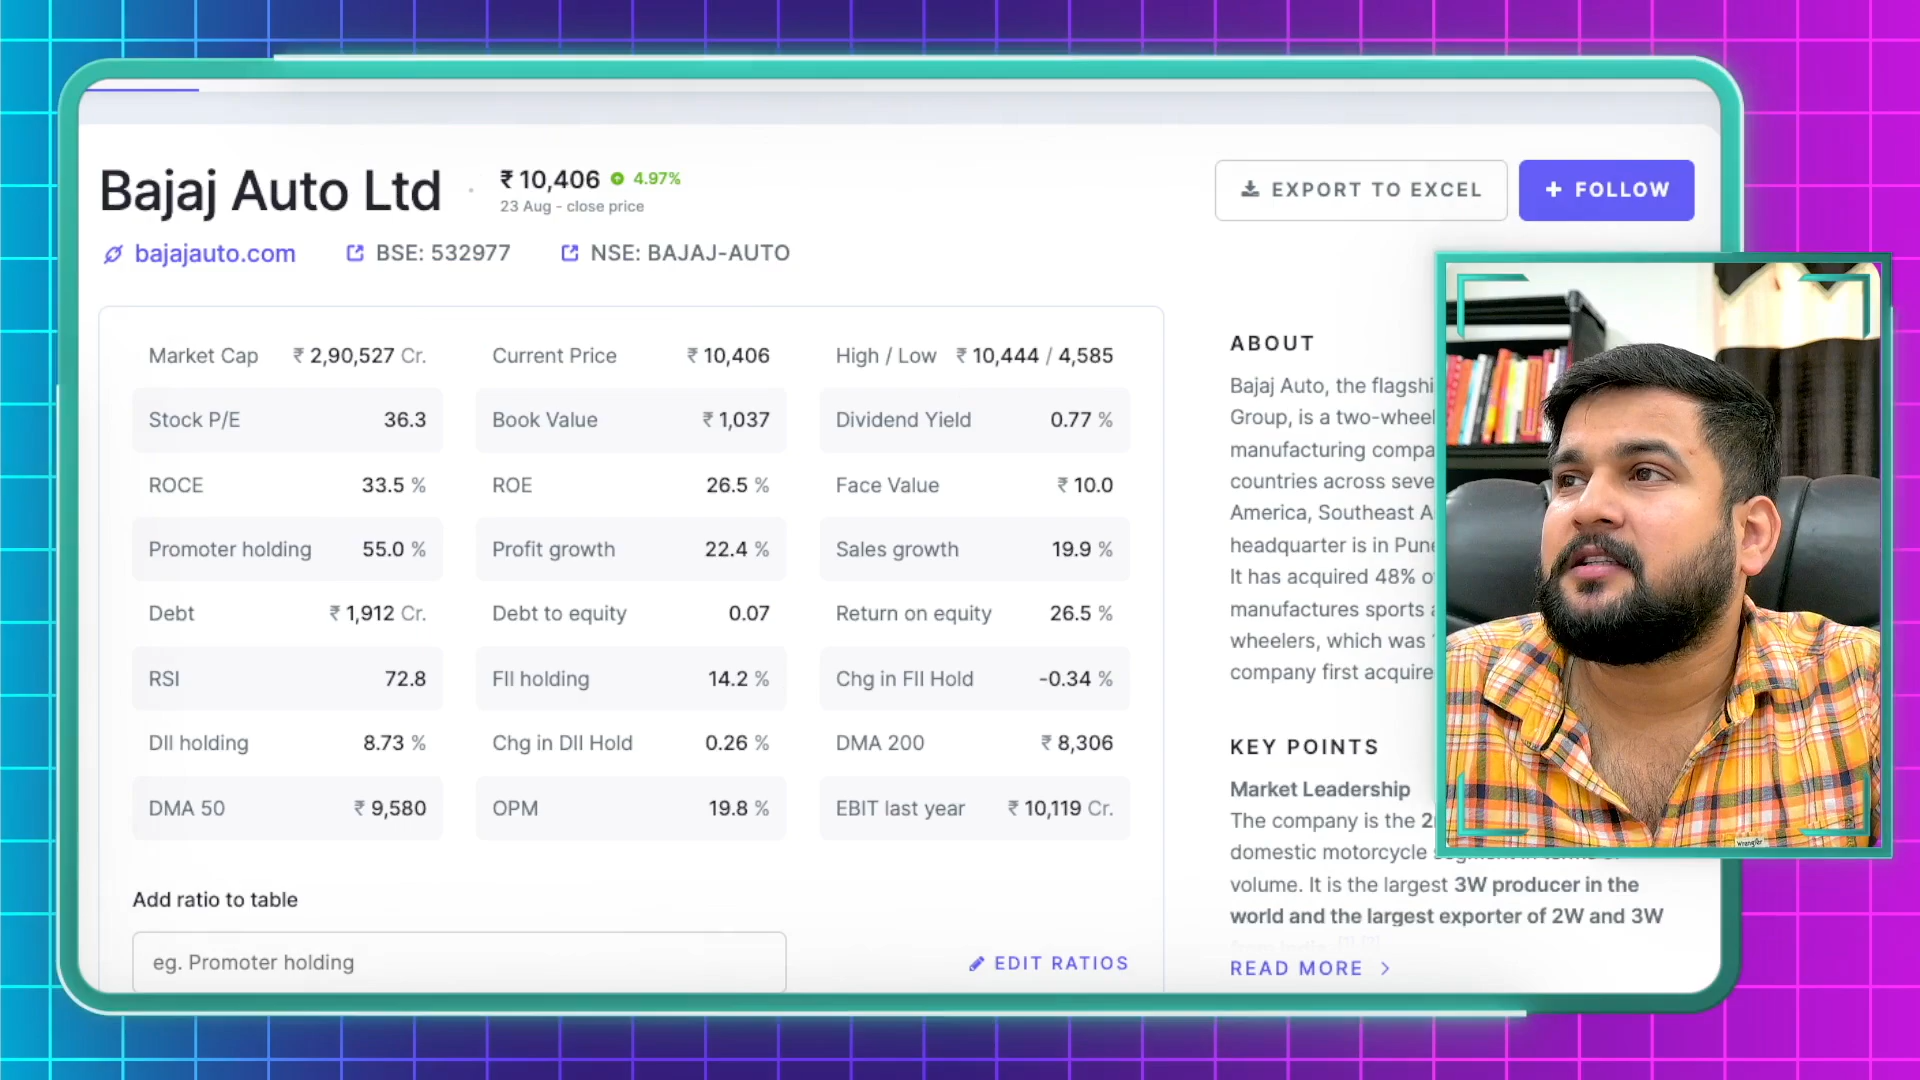 Bajaj Auto Ltd
₹ 10,406 4.97%
23 Aug - close price
EXPORT TO EXCEL
+ FOLLOW
bajajauto.com
BSE: 532977
NSE: BAJAJ-AUTO
Market Cap ₹ 2,90,527 Cr.
Current Price ₹ 10,406
High / Low ₹ 10,444 / 4,585
Stock P/E 36.3
Book Value ₹ 1,037
Dividend Yield 0.77 %
ROCE 33.5 %
ROE 26.5 %
Face Value ₹ 10.0
Promoter holding 55.0 %
Profit growth 22.4 %
Sales growth 19.9 %
Debt ₹ 1,912 Cr.
Debt to equity 0.07
Return on equity 26.5 %
RSI 72.8
FII holding 14.2 %
Chg in FII Hold -0.34 %
DII holding 8.73 %
Chg in DII Hold 0.26 %
DMA 200 ₹ 8,306
DMA 50 ₹ 9,580
OPM 19.8 %
EBIT last year ₹ 10,119 Cr.
Add ratio to table
eg. Promoter holding
EDIT RATIOS
ABOUT
Bajaj Auto, the flagshi
Group, is a two-wheel
manufacturing compa
countries across seve
America, Southeast A
headquarter is in Pune
It has acquired 48% o
manufactures sports
wheelers, which was
company first acquire
KEY POINTS
Market Leadership
The company is the 2
domestic motorcycle
volume. It is the largest 3W producer in the
world and the largest exporter of 2W and 3W
READ MORE
Wrangler